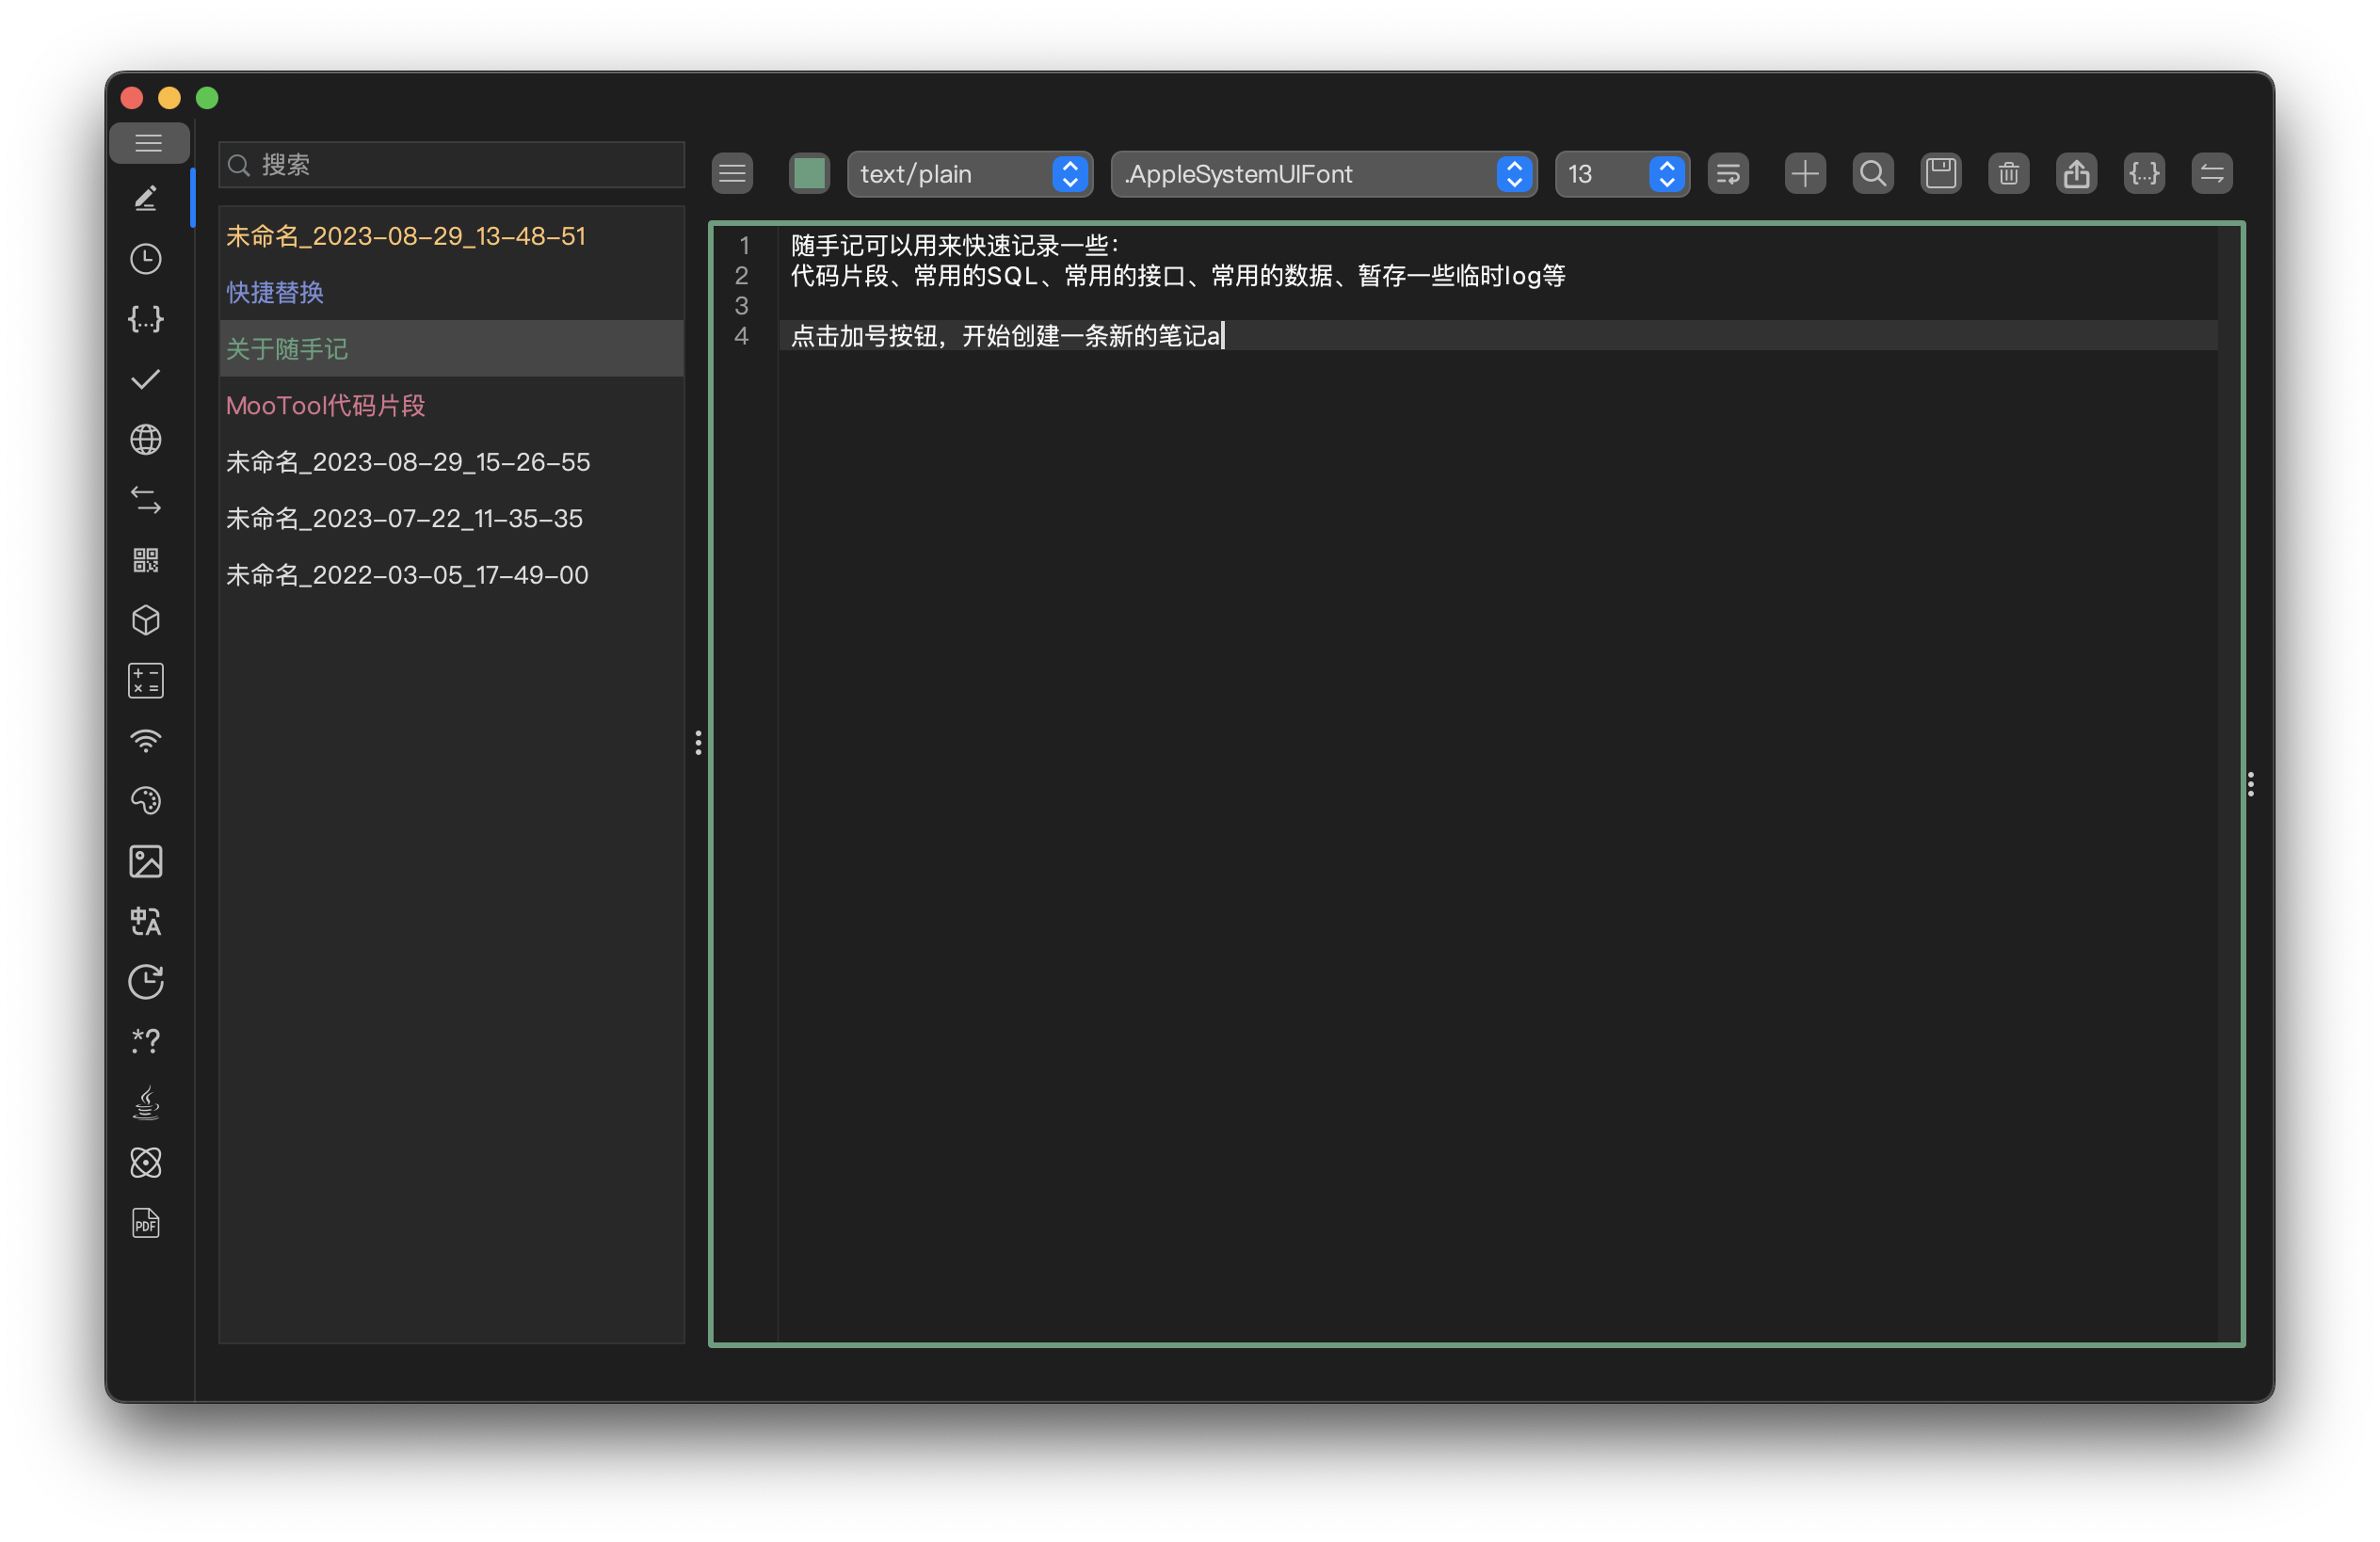 搜索
未命名_2023-08-29_13-48-51
快捷替换
关于随手记
MooTool代码片段
未命名_2023-08-29_15-26-55
未命名_2023-07-22_11-35-35
未命名_2022-03-05_17-49-00
text/plain
.AppleSystemUIFont
13
{...}
1 随手记可以用来快速记录一些：
2 代码片段、常用的SQL、常用的接口、常用的数据、暂存一些临时log等
3
4 点击加号按钮，开始创建一条新的笔记a
{...}
中A
.*?
PDF